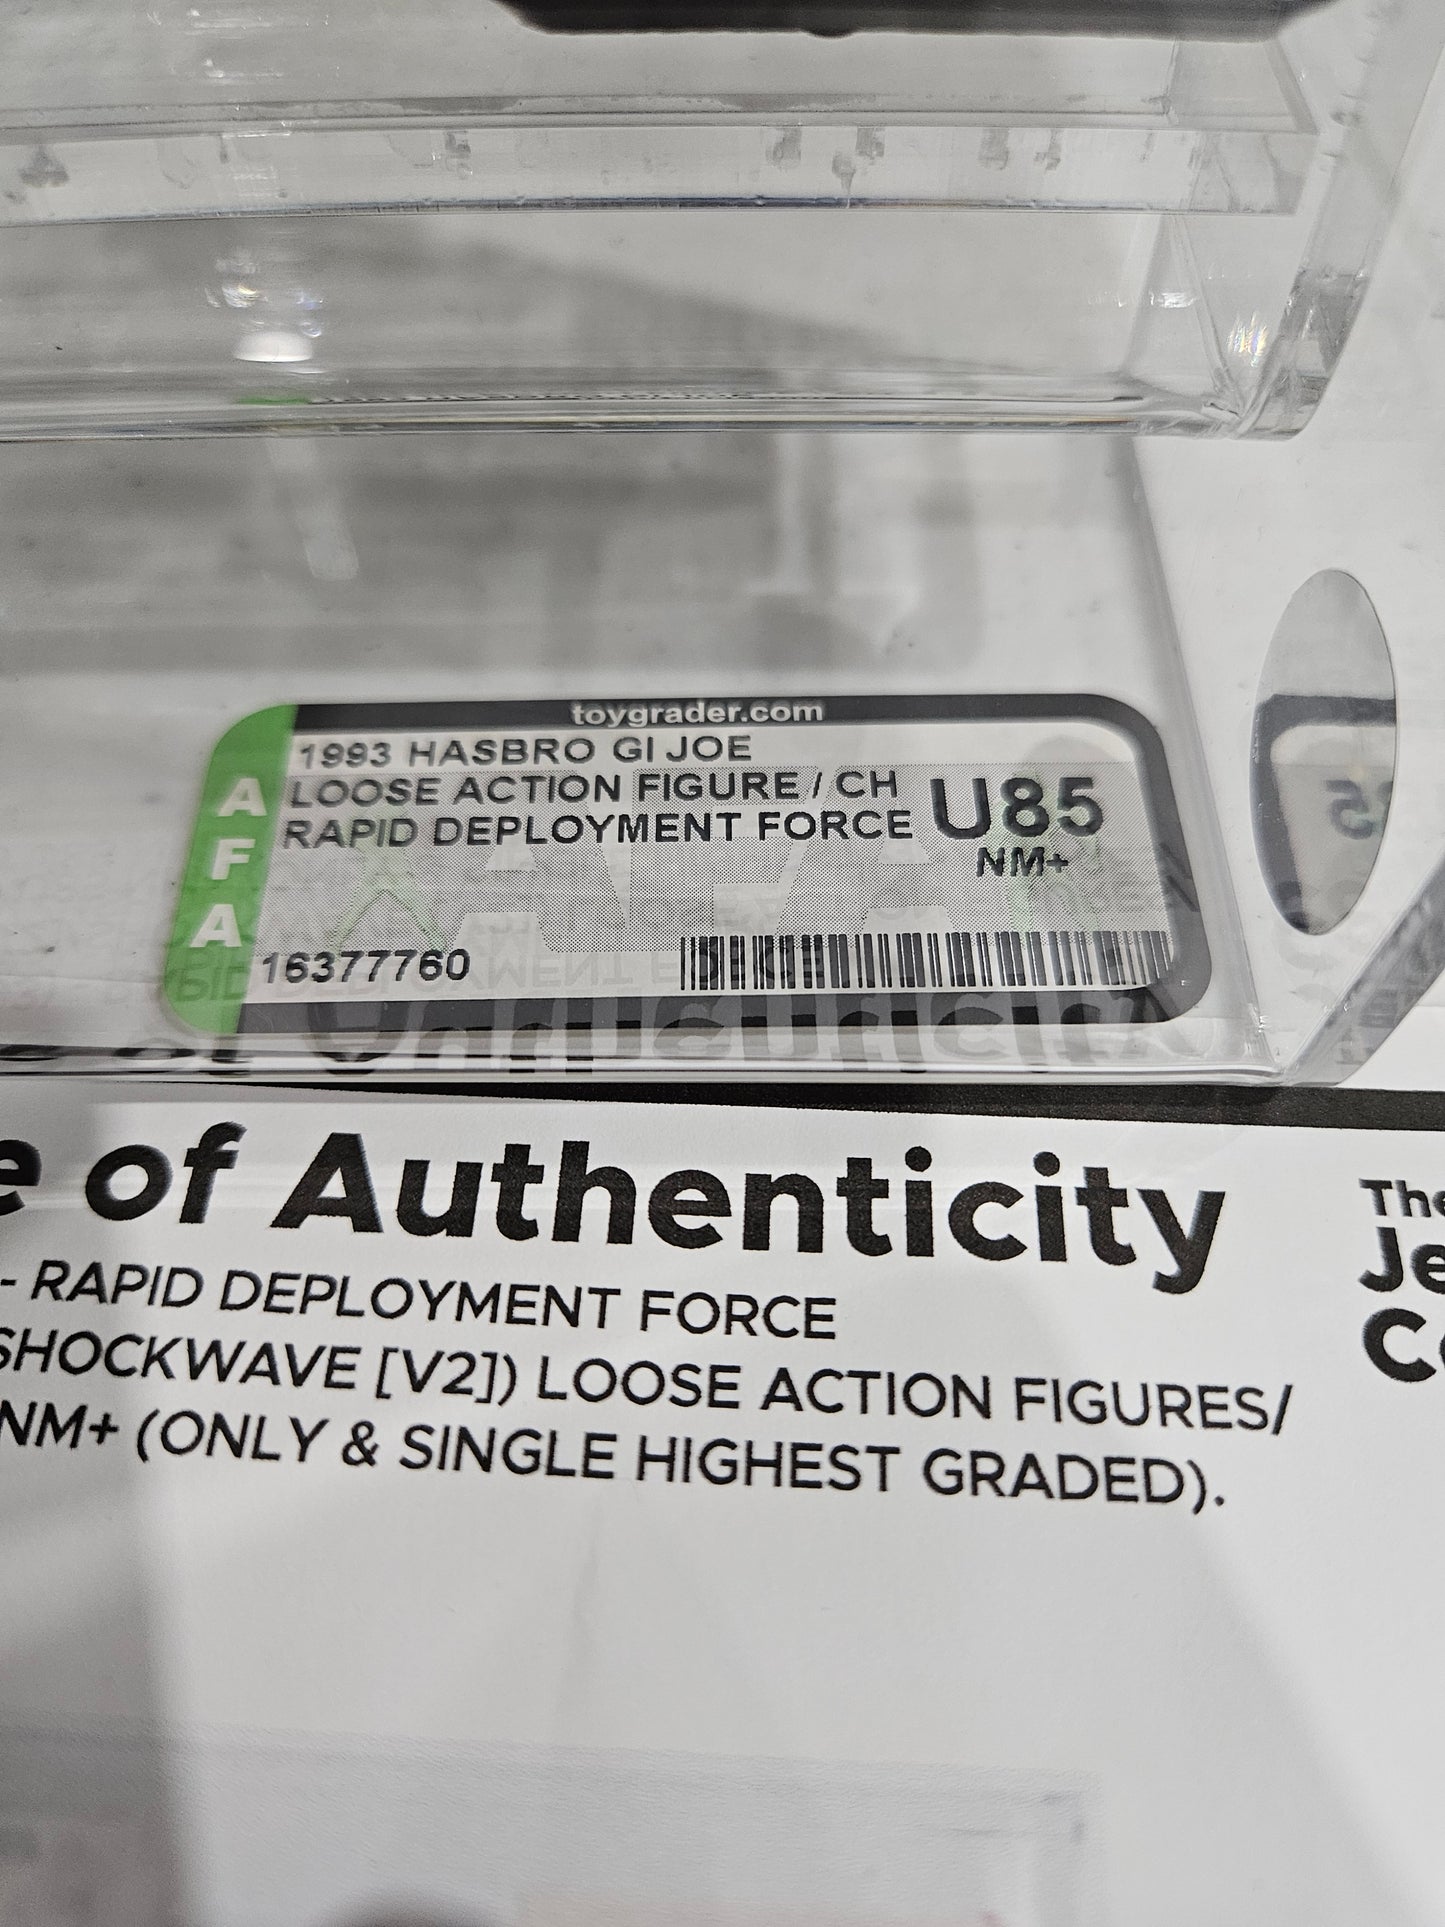 toygrader.com
AFA
1993 HASBRO GI JOE
LOOSE ACTION FIGURE / CH
RAPID DEPLOYMENT FORCE
U85
NM+
16377760
of Authenticity
- RAPID DEPLOYMENT FORCE
SHOCKWAVE [V2]) LOOSE ACTION FIGURES/
NM+ (ONLY & SINGLE HIGHEST GRADED).